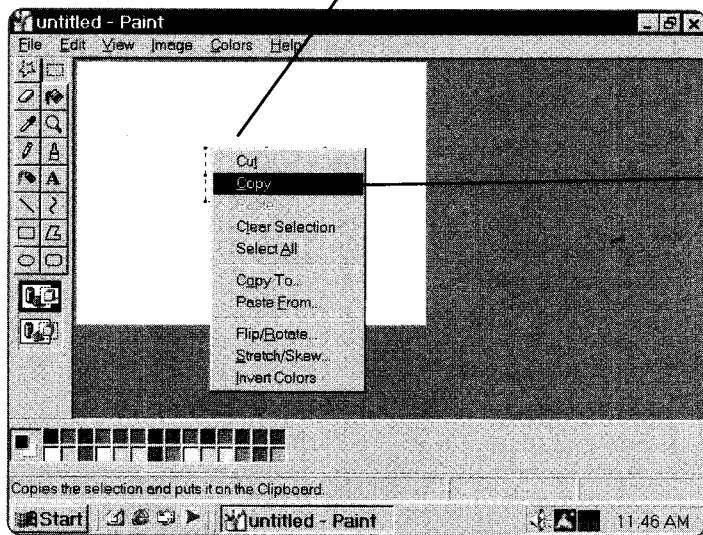 untitled - Paint
File Edit View Image Colors Help
A
Cut
Copy
Clear Selection
Select All
Copy To...
Paste From...
Flip/Rotate...
Stretch/Skew...
Invert Colors
Copies the selection and puts it on the Clipboard.
Start untitled - Paint 11:46 AM